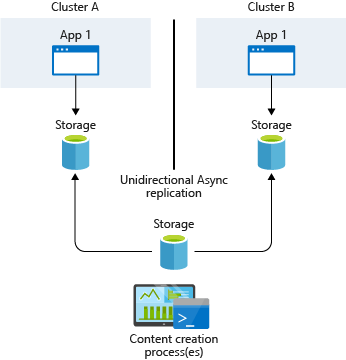 Cluster A
Cluster B
App 1
App 1
Storage
Storage
Unidirectional Async
replication
Storage
>_
Content creation
process(es)